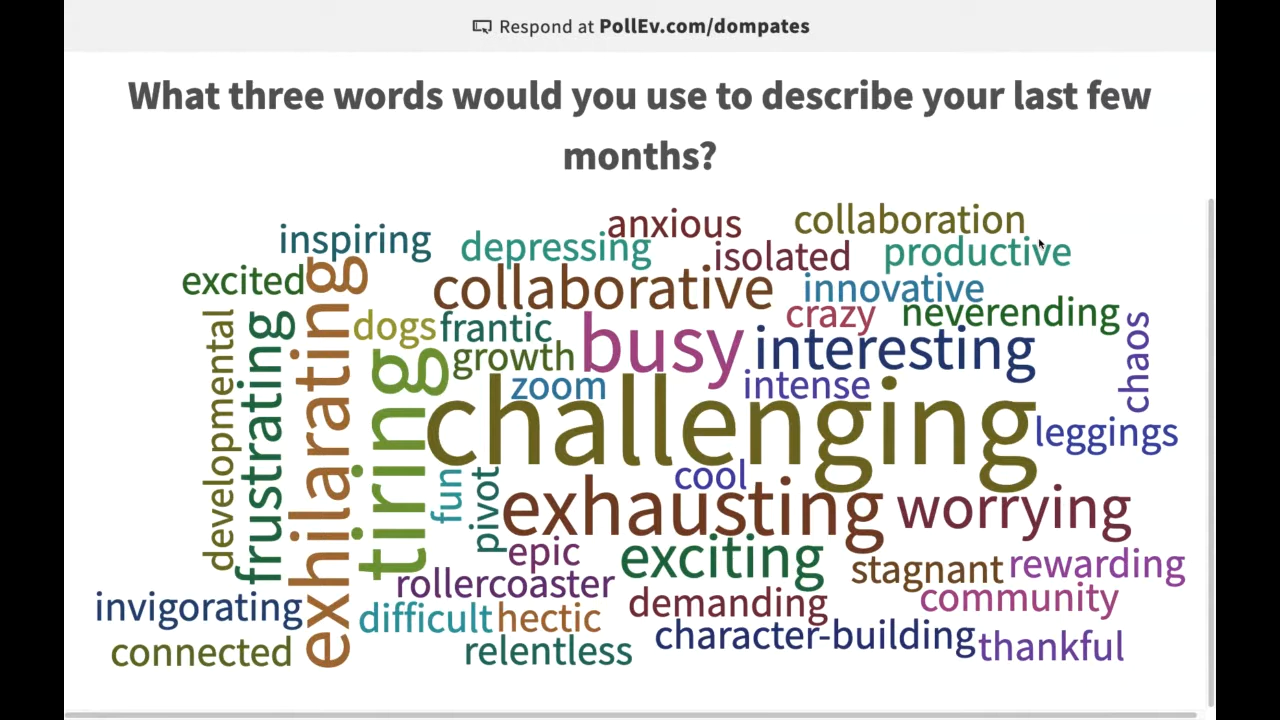 Respond at PollEv.com/dompates
What three words would you use to describe your last few
months?
anxious
collaboration
inspiring
depressing
isolated
productive
excited
collaborative
innovative
crazy
neverending
dogs
frantic
busy
interesting
chaos
growth
zoom
intense
developmental
frustrating
exhilarating
tiring
challenging
leggings
cool
fun
pivot
exhausting
worrying
epic
exciting
stagnant
rewarding
rollercoaster
demanding
community
invigorating
difficult
hectic
character-building
thankful
connected
relentless